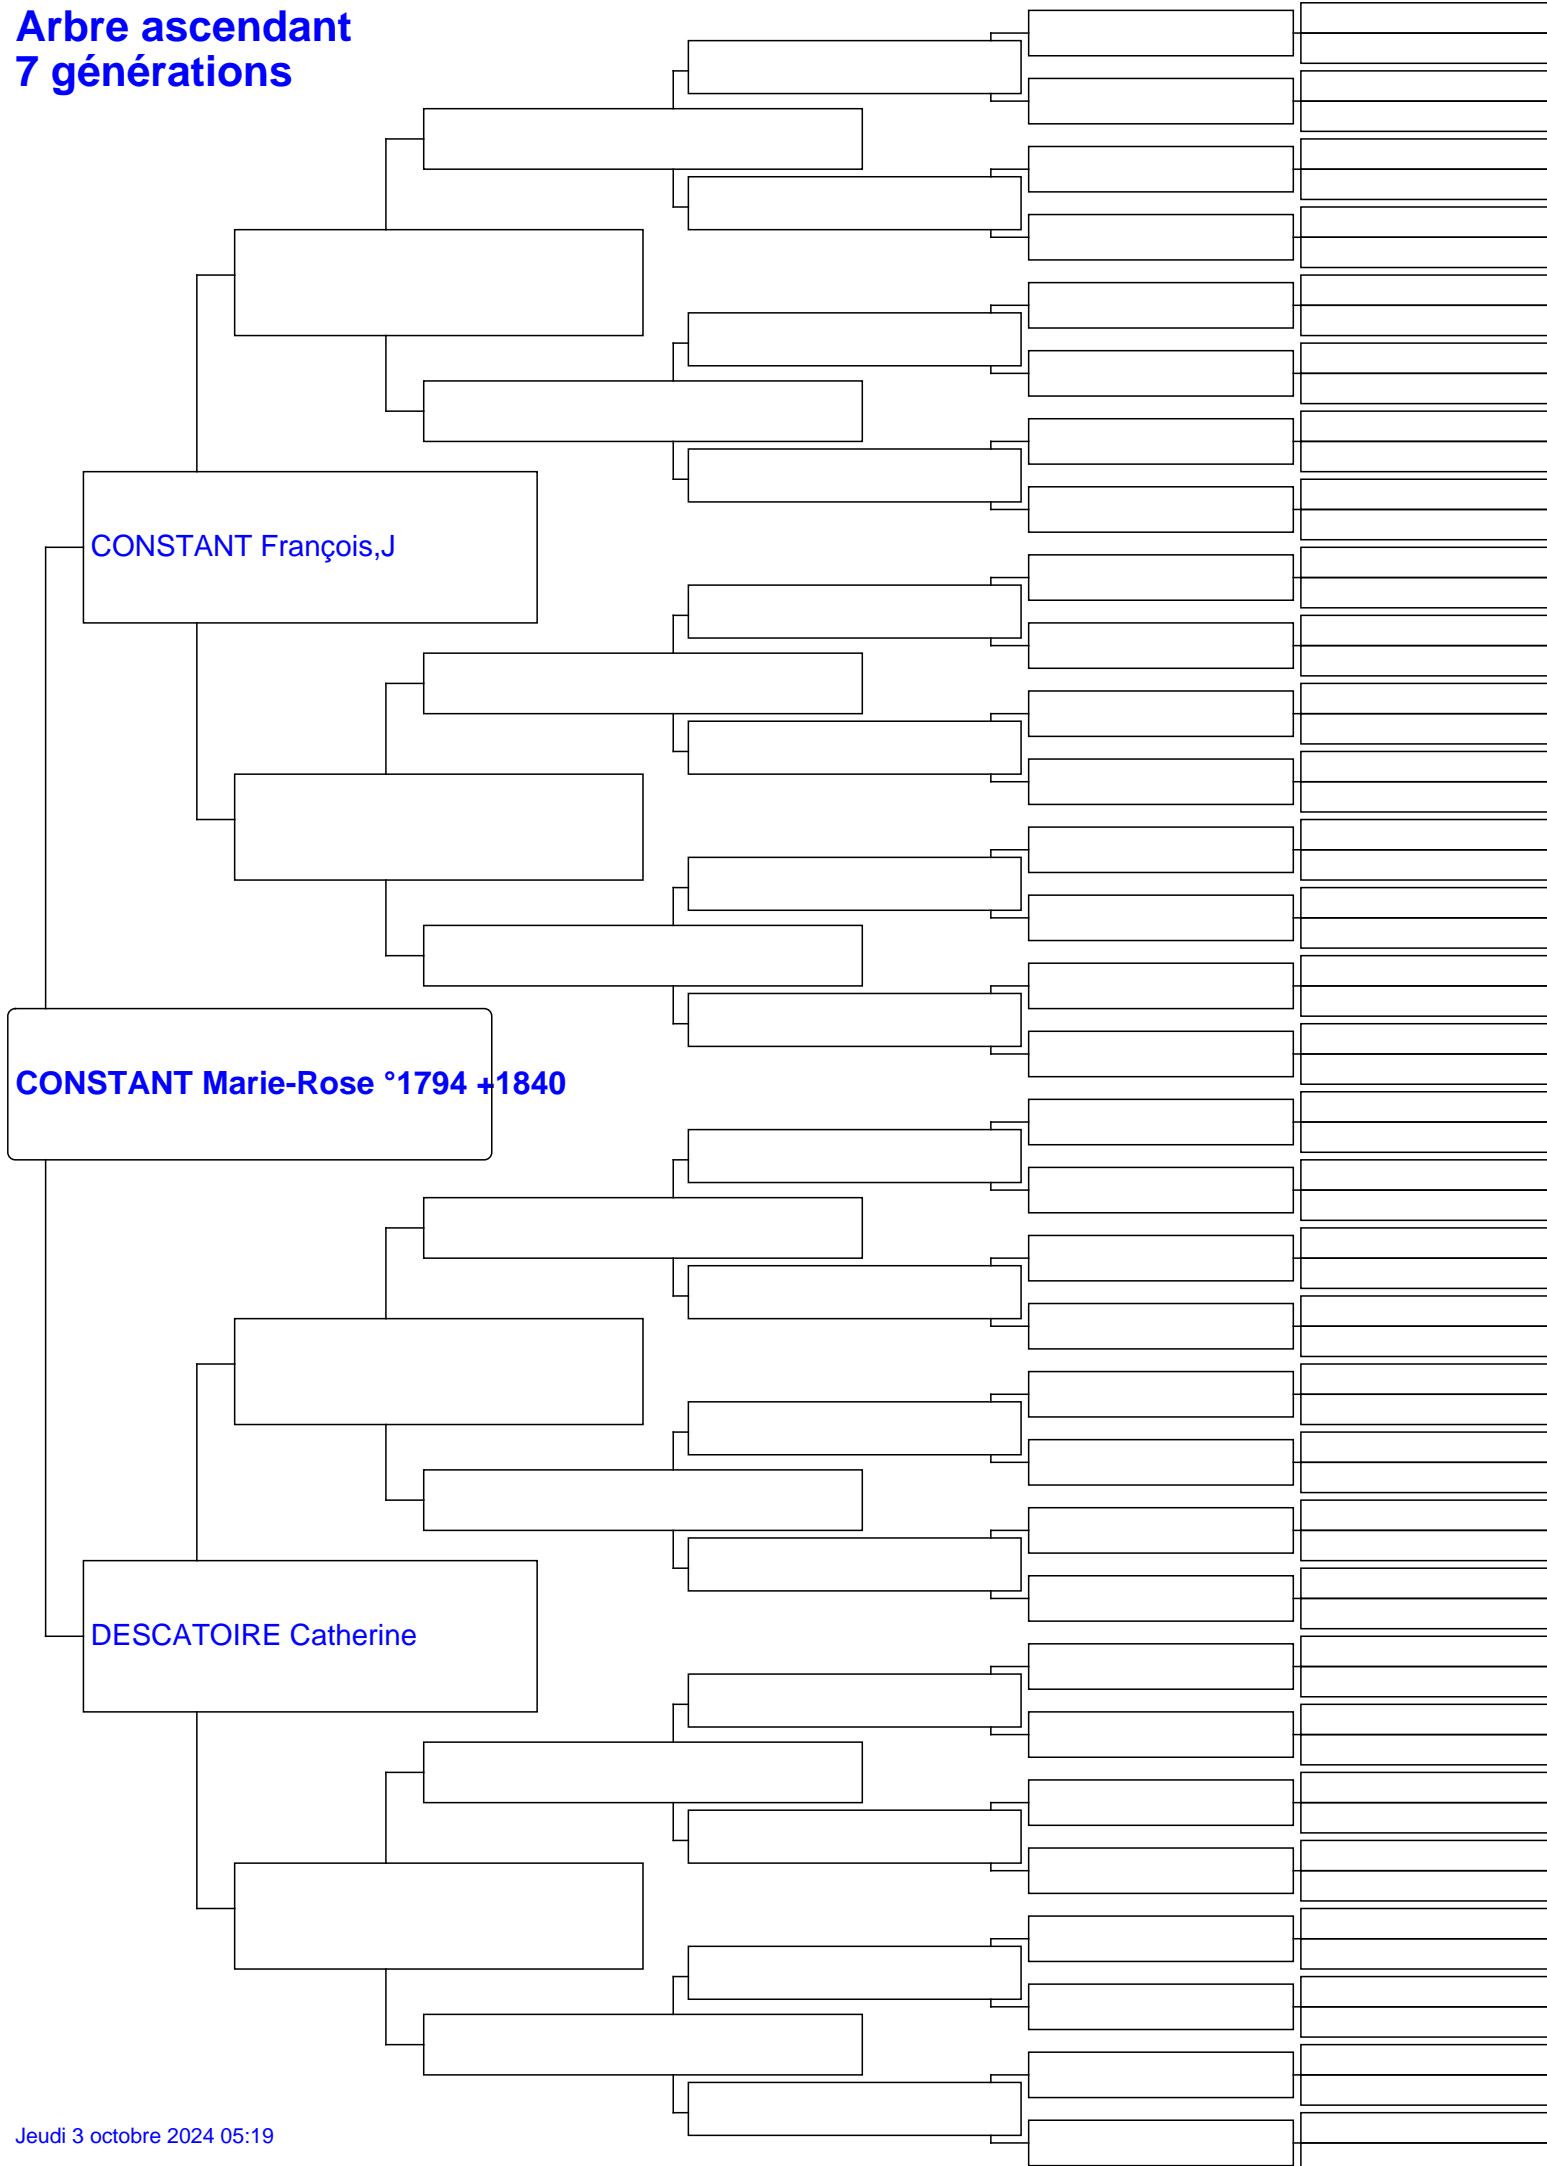 Arbre ascendant
7 générations
CONSTANT François,J
CONSTANT Marie-Rose °1794 +1840
DESCATOIRE Catherine
Jeudi 3 octobre 2024 05:19